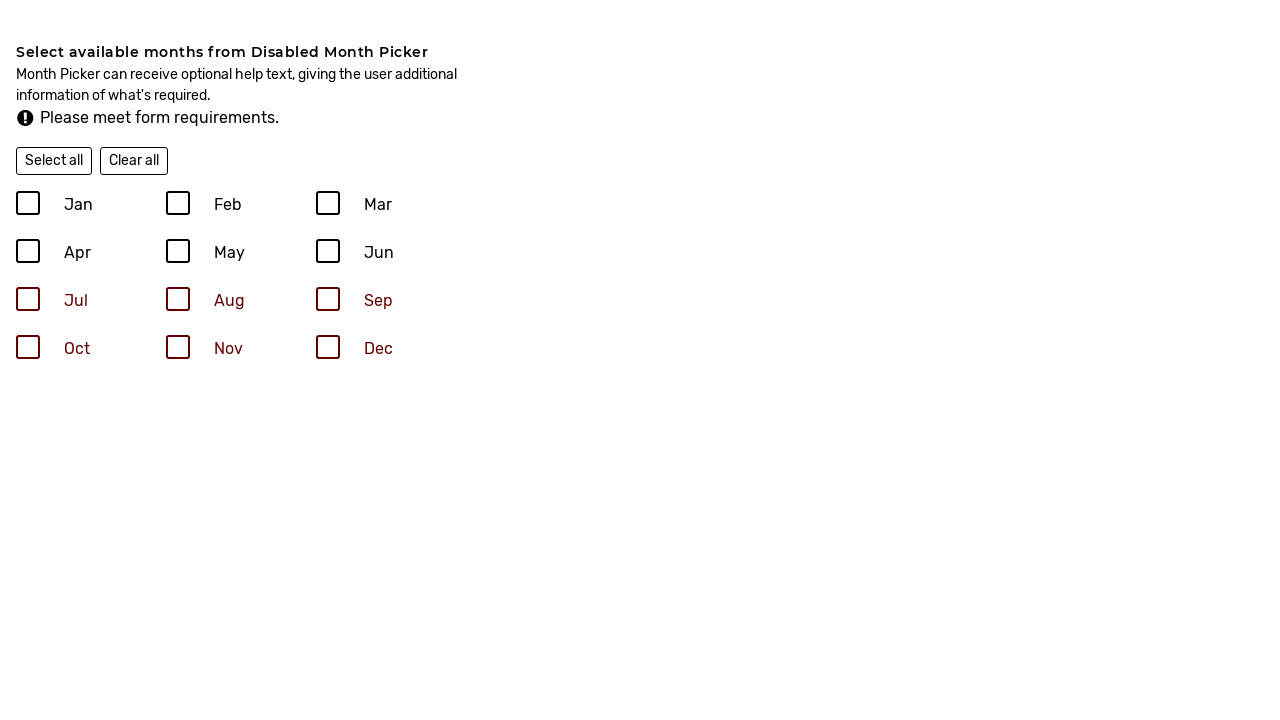 Select available months from Disabled Month Picker
Month Picker can receive optional help text, giving the user additional
information of what's required.
Please meet form requirements.
Select all Clear all
Jan Feb Mar
Apr May Jun
Jul Aug Sep
Oct Nov Dec